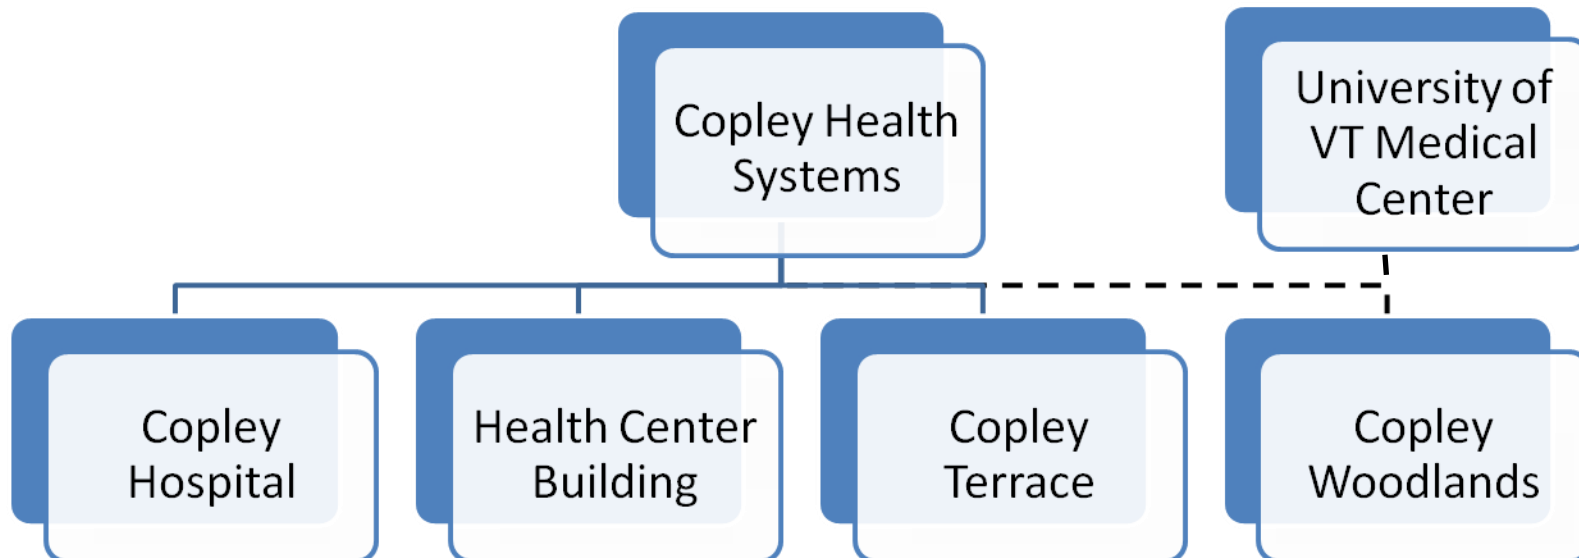 Copley Health
Systems
University of
VT Medical
Center
Copley
Hospital
Health Center
Building
Copley
Terrace
Copley
Woodlands